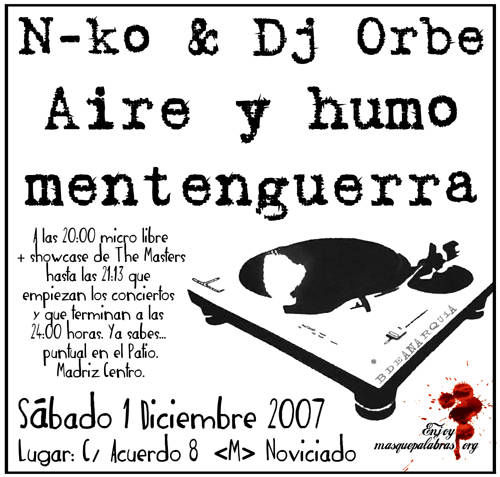 N-ko & Dj Orbe
Aire y humo
mentenguerra
A las 20:00 micro libre
+ showcase de The Masters
hasta las 21:13 que
empiezan los conciertos
y que terminan a las
24:00 horas. Ya sabes...
puntual en el Patio.
Madriz Centro.
BDEANARQUíA
Sábado 1 Diciembre 2007
Lugar: C/ Acuerdo 8 <M> Noviciado
Enjoy
masquepalabras.org